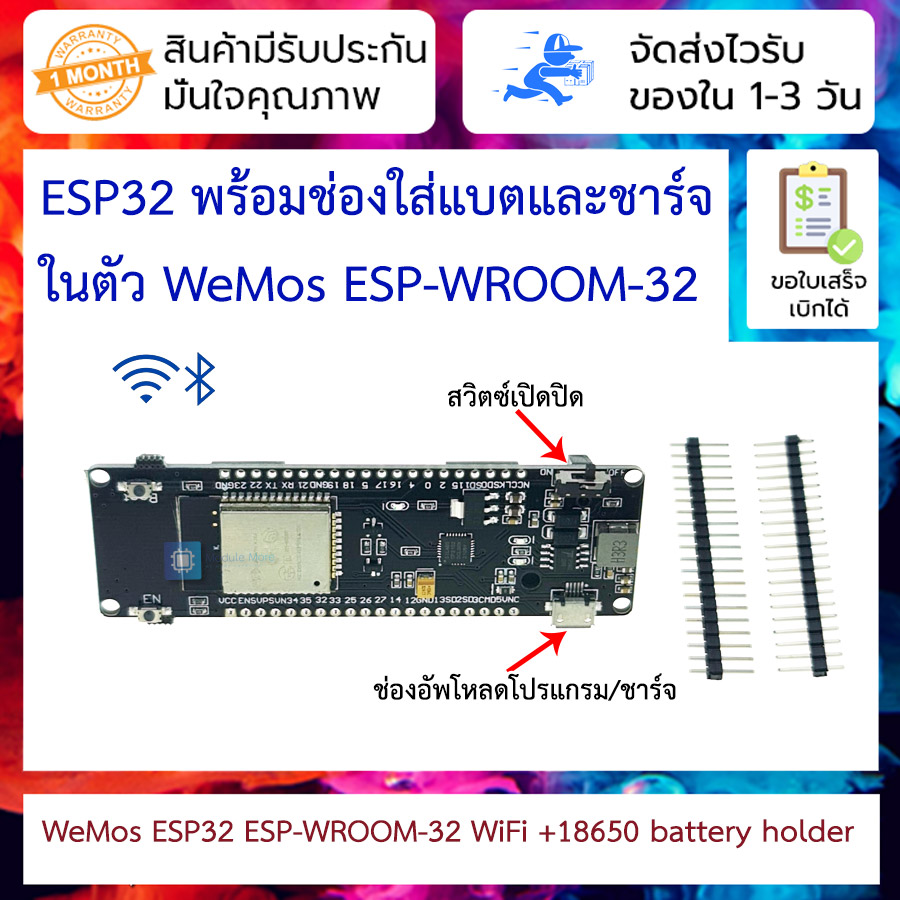 WARRANTY
1 MONTH
WARRANTY
สินค้ามีรับประกัน
มั่นใจคุณภาพ
จัดส่งไวรับ
ของใน 1-3 วัน
ESP32 พร้อมช่องใส่แบตและชาร์จ
ในตัว WeMos ESP-WROOM-32
ขอใบเสร็จ
เบิกได้
สวิตซ์เปิดปิด
ON
OFF
GND 23 22 TX RX 21 GND 19 18 5 17 16 4 0 2 15
3R3
EN
VCC EN SVP SVN 34 35 32 33 25 26 27 14 12 GND 13 SD2 SD3 CMD 5V NC
ช่องอัพโหลดโปรแกรม/ชาร์จ
WeMos ESP32 ESP-WROOM-32 WiFi +18650 battery holder